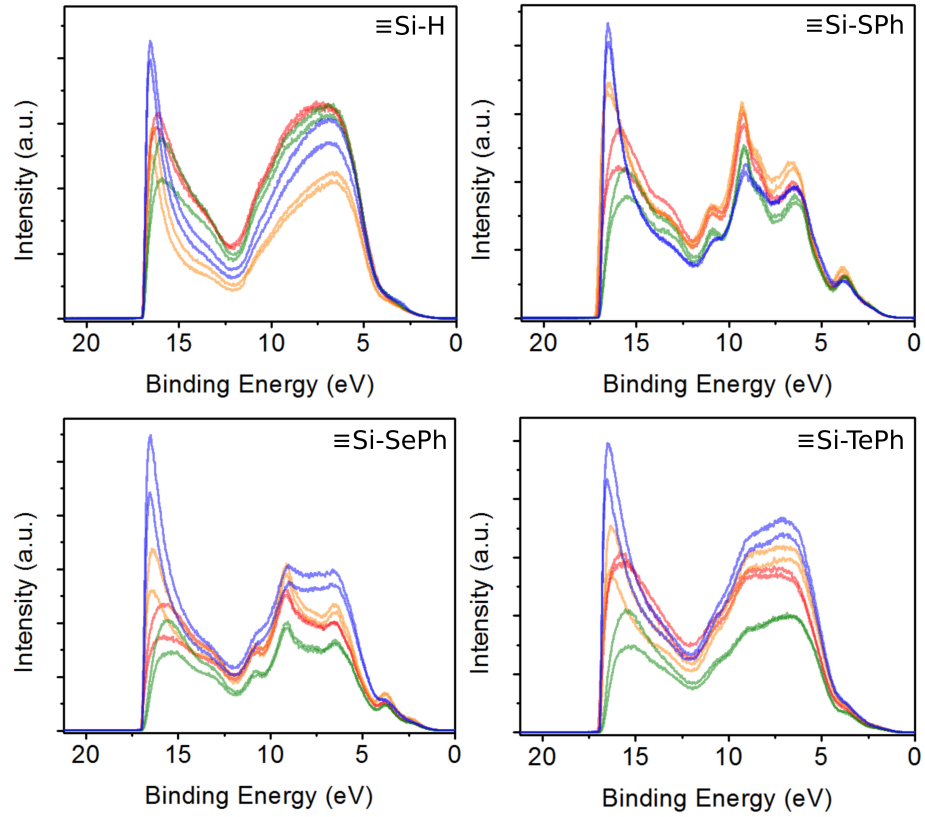 ≡Si-H
Intensity (a.u.)
20 15 10 5 0
Binding Energy (eV)
≡Si-SPh
Intensity (a.u.)
20 15 10 5 0
Binding Energy (eV)
≡Si-SePh
Intensity (a.u.)
20 15 10 5 0
Binding Energy (eV)
≡Si-TePh
Intensity (a.u.)
20 15 10 5 0
Binding Energy (eV)